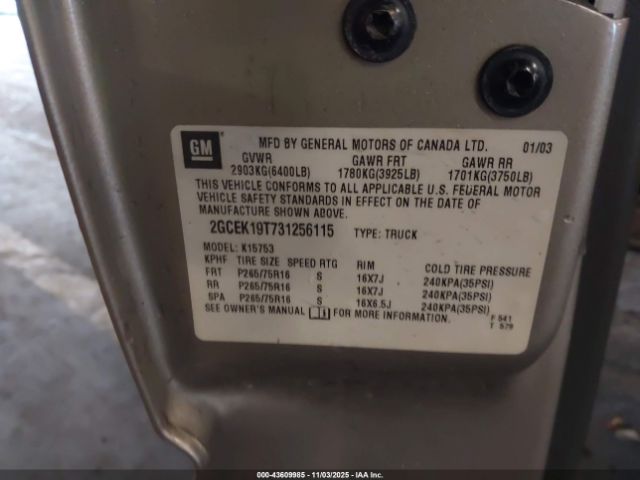 GM
MFD BY GENERAL MOTORS OF CANADA LTD. 01/03
GVWR GAWR FRT GAWR RR
2903KG(6400LB) 1780KG(3925LB) 1701KG(3750LB)
THIS VEHICLE CONFORMS TO ALL APPLICABLE U.S. FEDERAL MOTOR
VEHICLE SAFETY STANDARDS IN EFFECT ON THE DATE OF
MANUFACTURE SHOWN ABOVE.
2GCEK19T731256115 TYPE: TRUCK
MODEL: K15753
KPHF TIRE SIZE SPEED RTG RIM COLD TIRE PRESSURE
FRT P265/75R16 S 16X7J 240KPA(35PSI)
RR P265/75R16 S 16X7J 240KPA(35PSI)
SPA P265/75R16 S 16X6.5J 240KPA(35PSI)
SEE OWNER'S MANUAL FOR MORE INFORMATION.
F 541
T 579
000-43609985 - 11/03/2025 - IAA Inc.